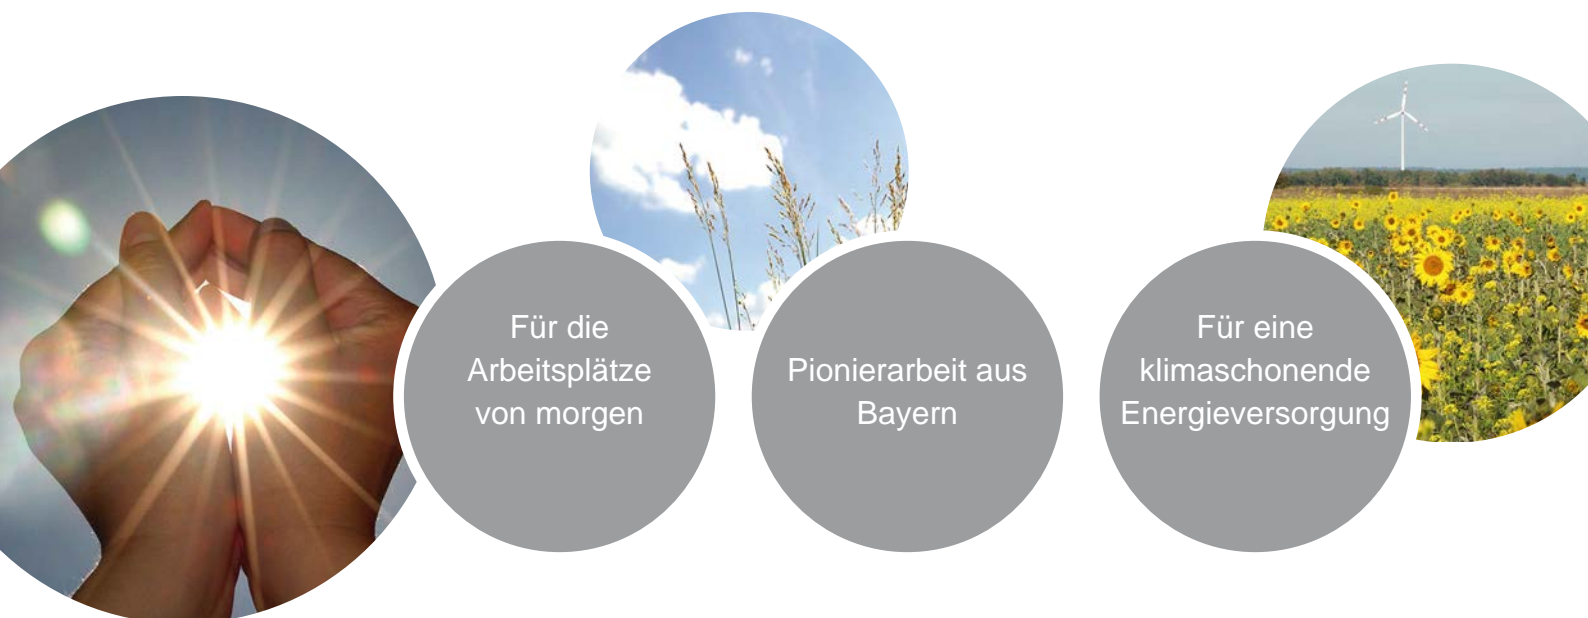 Für die
Arbeitsplätze
von morgen
Pionierarbeit aus
Bayern
Für eine
klimaschonende
Energieversorgung